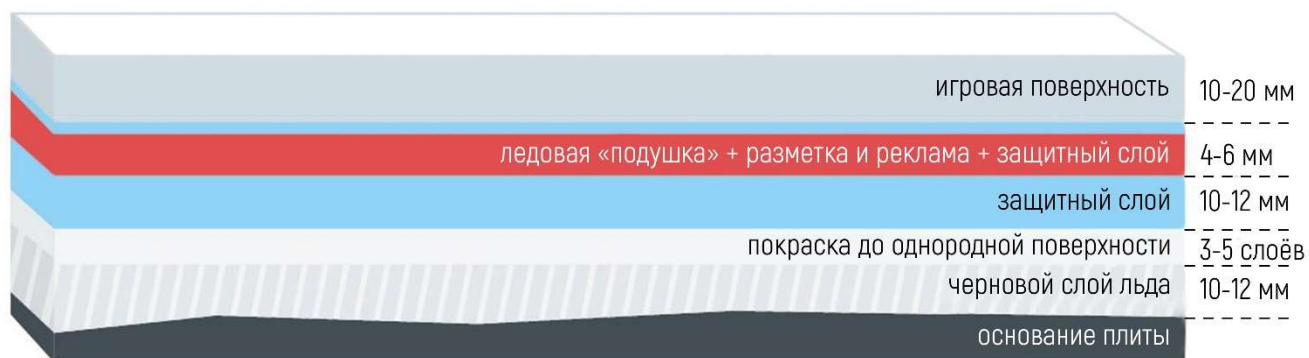 игровая поверхность 10-20 мм
ледовая «подушка» + разметка и реклама + защитный слой 4-6 мм
защитный слой 10-12 мм
покраска до однородной поверхности 3-5 слоёв
черновой слой льда 10-12 мм
основание плиты